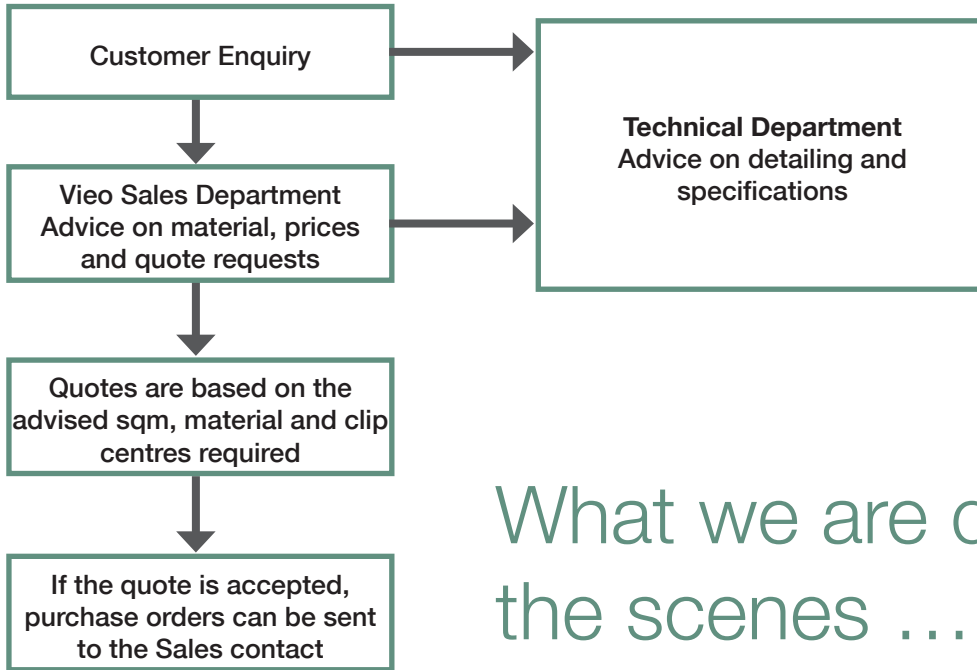 Customer Enquiry
Technical Department
Advice on detailing and
specifications
Vieo Sales Department
Advice on material, prices
and quote requests
Quotes are based on the
advised sqm, material and clip
centres required
If the quote is accepted,
purchase orders can be sent
to the Sales contact
What we are
the scenes …